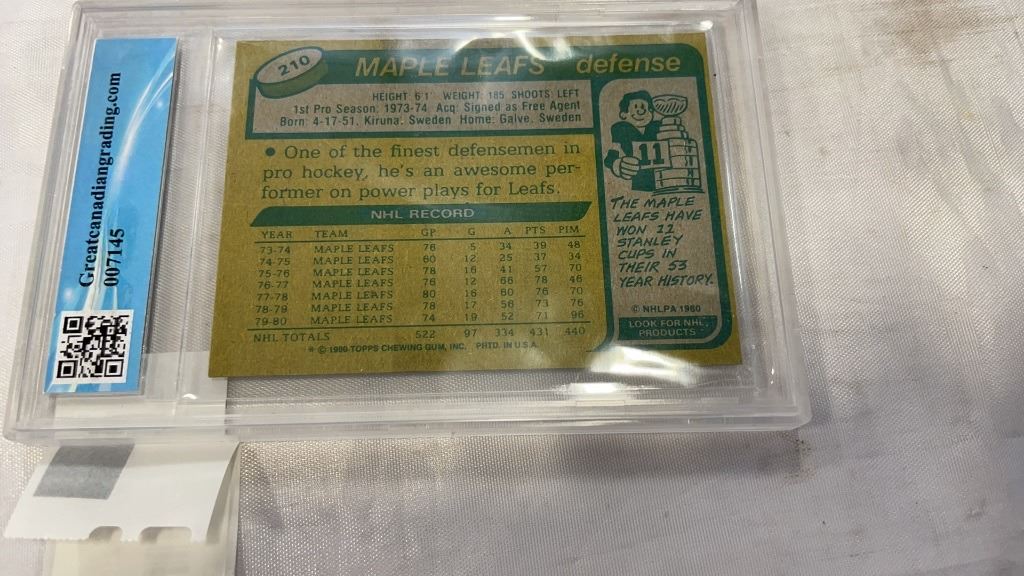 Greatcanadiangrading.com
007145
210
MAPLE LEAFS defense
HEIGHT: 6'1" WEIGHT: 185 SHOOTS: LEFT
1st Pro Season: 1973-74 Acq: Signed as Free Agent
Born: 4-17-51, Kiruna, Sweden Home: Galve, Sweden
• One of the finest defensemen in
pro hockey, he's an awesome per-
former on power plays for Leafs.
NHL RECORD
YEAR TEAM GP G A PTS PIM
73-74 MAPLE LEAFS 76 5 34 39 48
74-75 MAPLE LEAFS 60 12 25 37 34
75-76 MAPLE LEAFS 78 16 41 57 70
76-77 MAPLE LEAFS 76 12 66 78 46
77-78 MAPLE LEAFS 80 16 60 76 70
78-79 MAPLE LEAFS 78 17 56 73 76
79-80 MAPLE LEAFS 74 19 52 71 96
NHL TOTALS 522 97 334 431 440
* © 1980 TOPPS CHEWING GUM, INC. PRTD. IN U.S.A.
11
THE MAPLE
LEAFS HAVE
WON 11
STANLEY
CUPS IN
THEIR 53
YEAR HISTORY.
© NHLPA 1980
LOOK FOR NHL
PRODUCTS